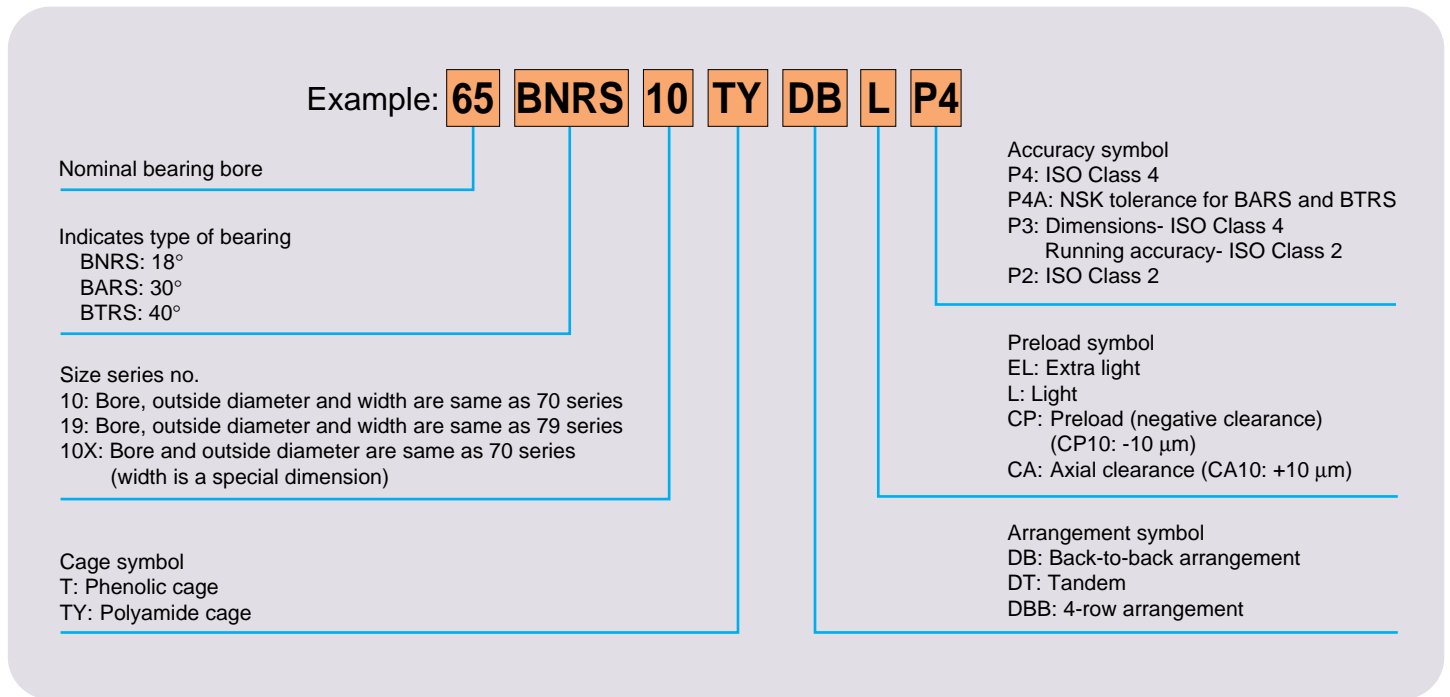 Example: 65 BNRS 10 TY DB L P4
Nominal bearing bore
Indicates type of bearing
BNRS: 18°
BARS: 30°
BTRS: 40°
Size series no.
10: Bore, outside diameter and width are same as 70 series
19: Bore, outside diameter and width are same as 79 series
10X: Bore and outside diameter are same as 70 series
(width is a special dimension)
Cage symbol
T: Phenolic cage
TY: Polyamide cage
Accuracy symbol
P4: ISO Class 4
P4A: NSK tolerance for BARS and BTRS
P3: Dimensions- ISO Class 4
Running accuracy- ISO Class 2
P2: ISO Class 2
Preload symbol
EL: Extra light
L: Light
CP: Preload (negative clearance)
(CP10: -10 µm)
CA: Axial clearance (CA10: +10 µm)
Arrangement symbol
DB: Back-to-back arrangement
DT: Tandem
DBB: 4-row arrangement